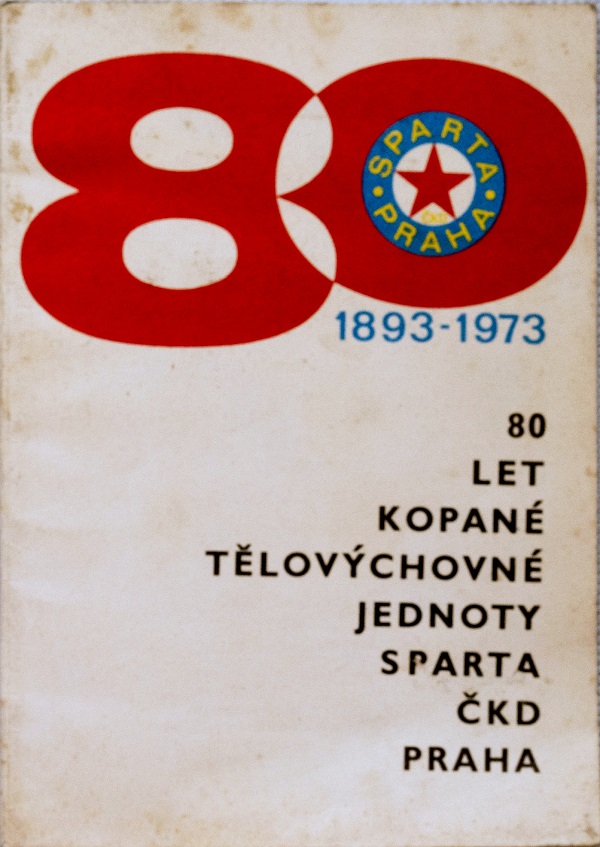 80
SPARTA
PRAHA
ČKD
1893-1973
80
LET
KOPANÉ
TĚLOVÝCHOVNÉ
JEDNOTY
SPARTA
ČKD
PRAHA